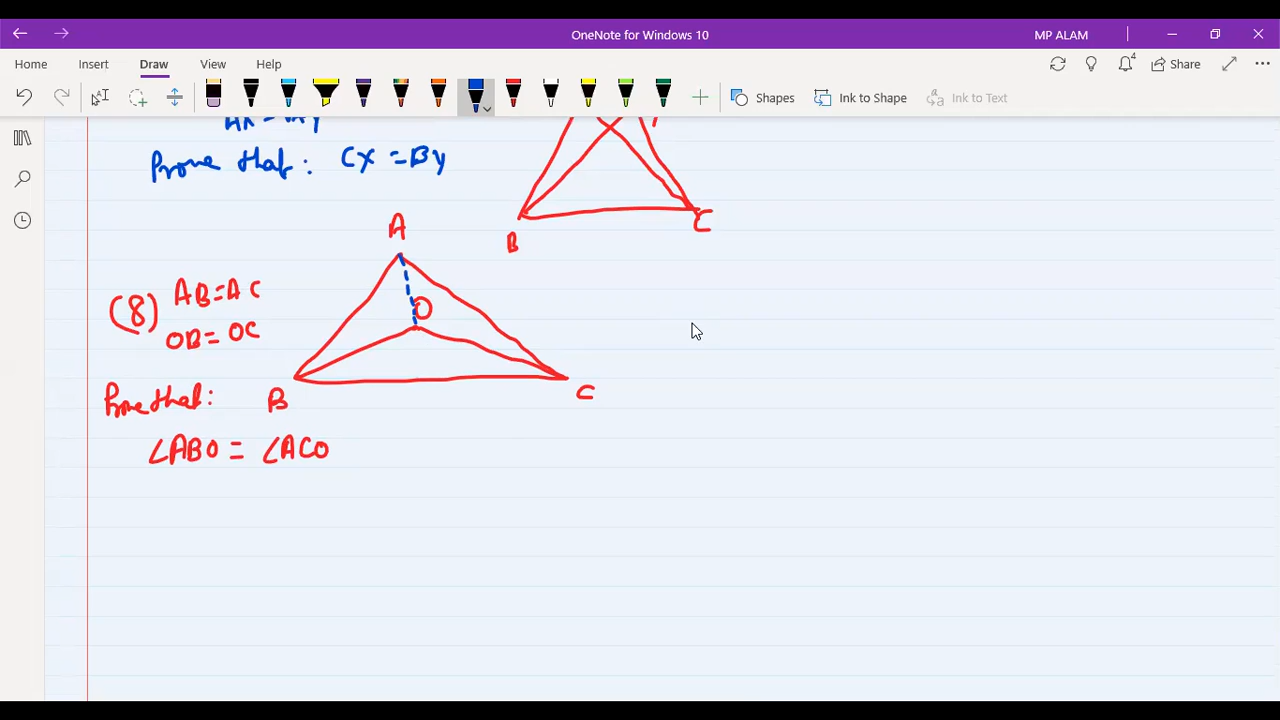 OneNote for Windows 10
MP ALAM
Home Insert Draw View Help
Share
Shapes
Ink to Shape
Ink to Text
Prove that: CX = BY
B
C
A
(8) AB = AC
OB = OC
O
Prove that:
B
C
∠ABO = ∠ACO